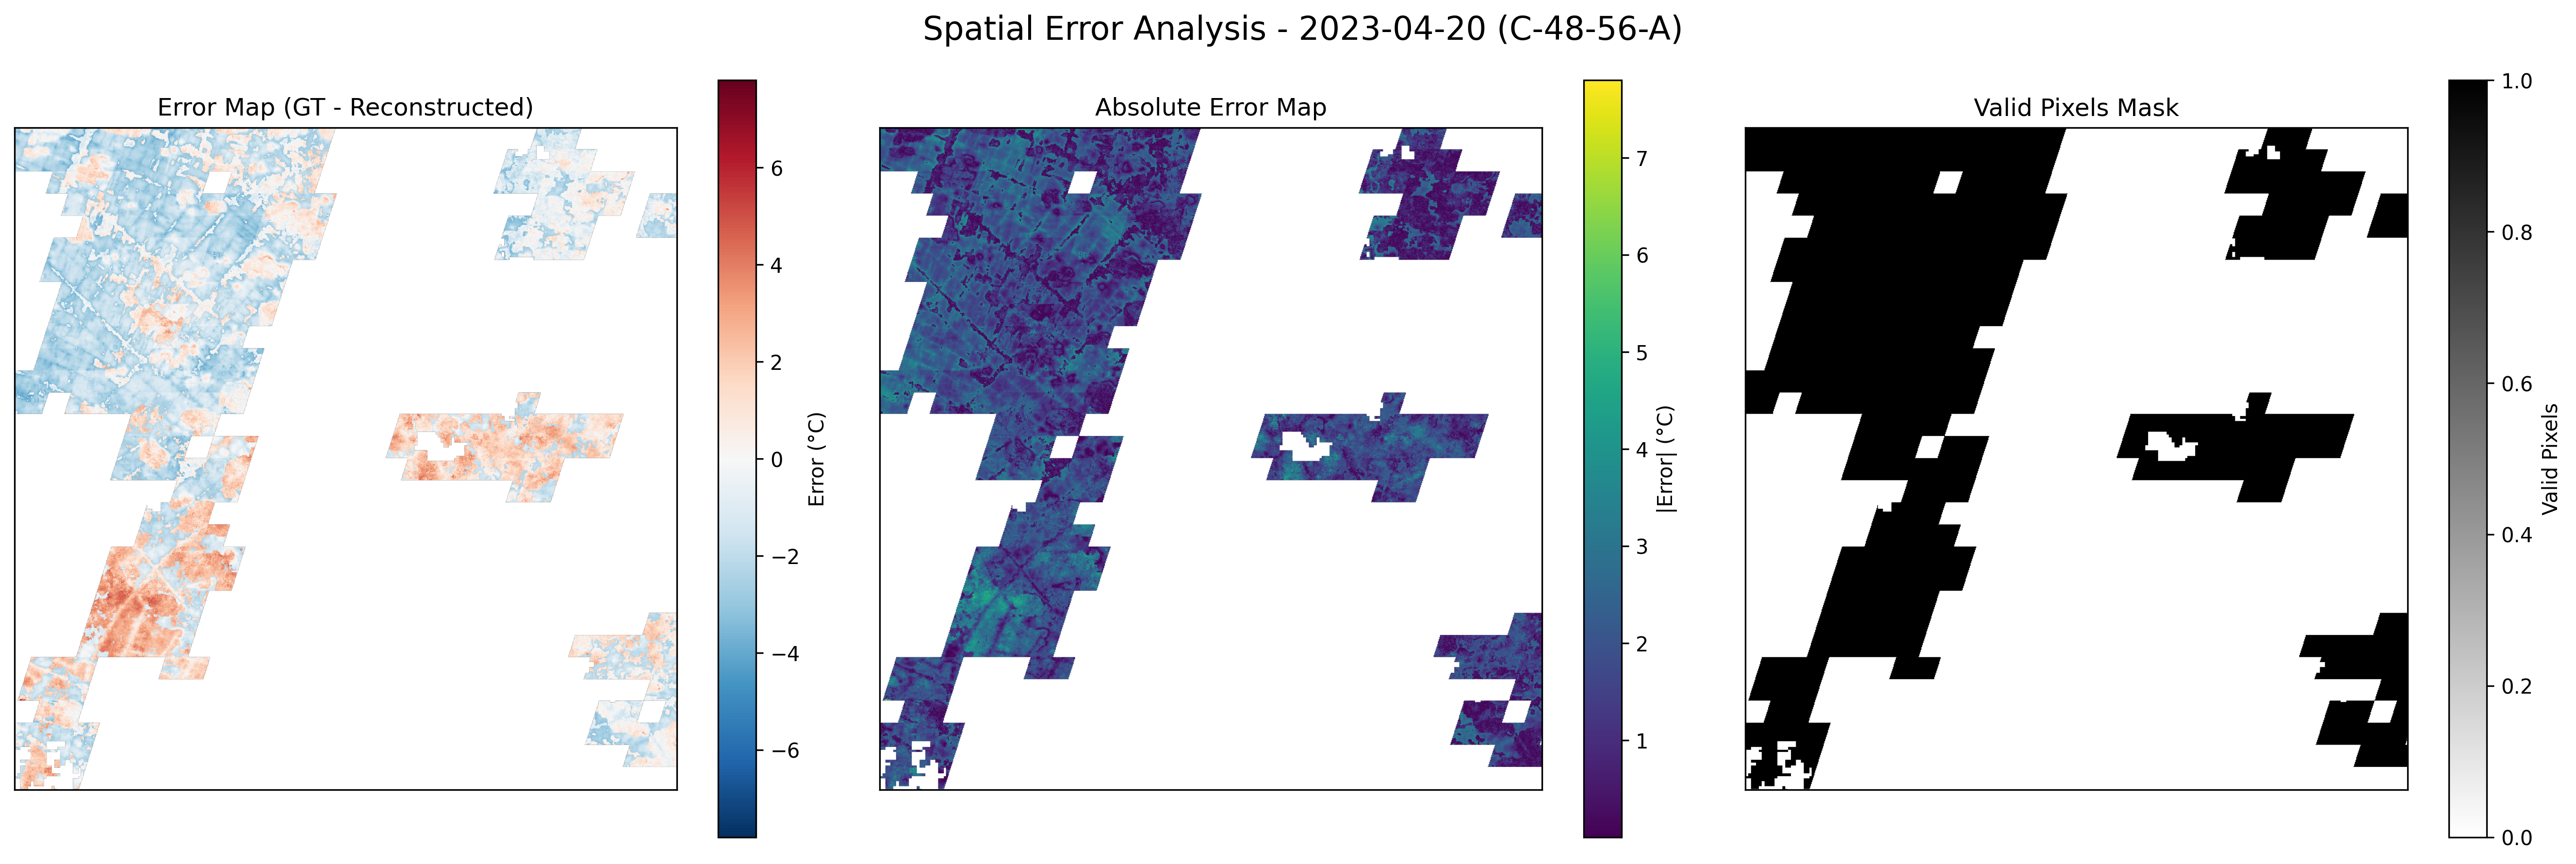 Spatial Error Analysis - 2023-04-20 (C-48-56-A)
Error Map (GT - Reconstructed)
6
4
2
0
−2
−4
−6
Error (°C)
Absolute Error Map
7
6
5
4
3
2
1
|Error| (°C)
Valid Pixels Mask
1.0
0.8
0.6
0.4
0.2
0.0
Valid Pixels